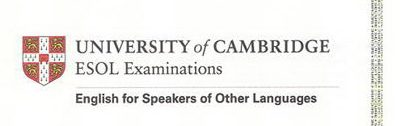 UNIVERSITY of CAMBRIDGE
ESOL Examinations
English for Speakers of Other Languages